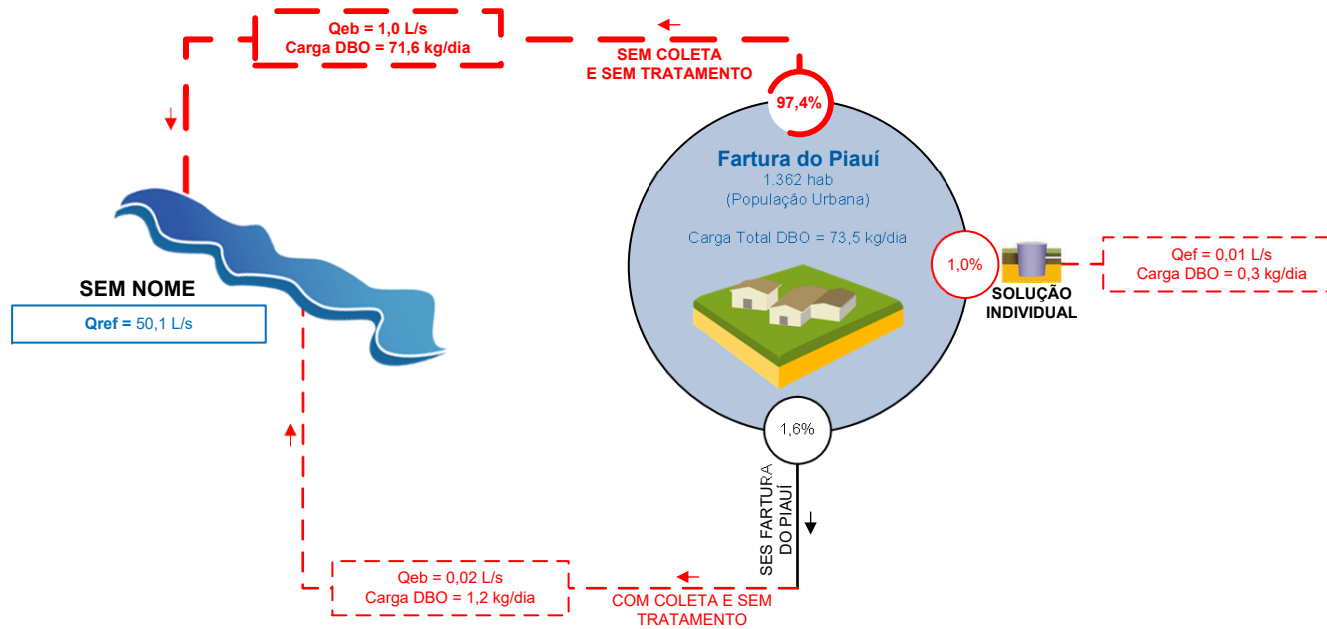 Qeb = 1,0 L/s
Carga DBO = 71,6 kg/dia
SEM COLETA
E SEM TRATAMENTO
97,4%
Fartura do Piauí
1.362 hab
(População Urbana)
Carga Total DBO = 73,5 kg/dia
1,0%
SOLUÇÃO
INDIVIDUAL
Qef = 0,01 L/s
Carga DBO = 0,3 kg/dia
SEM NOME
Qref = 50,1 L/s
1,6%
SES FARTURA
DO PIAUÍ
Qeb = 0,02 L/s
Carga DBO = 1,2 kg/dia
COM COLETA E SEM
TRATAMENTO